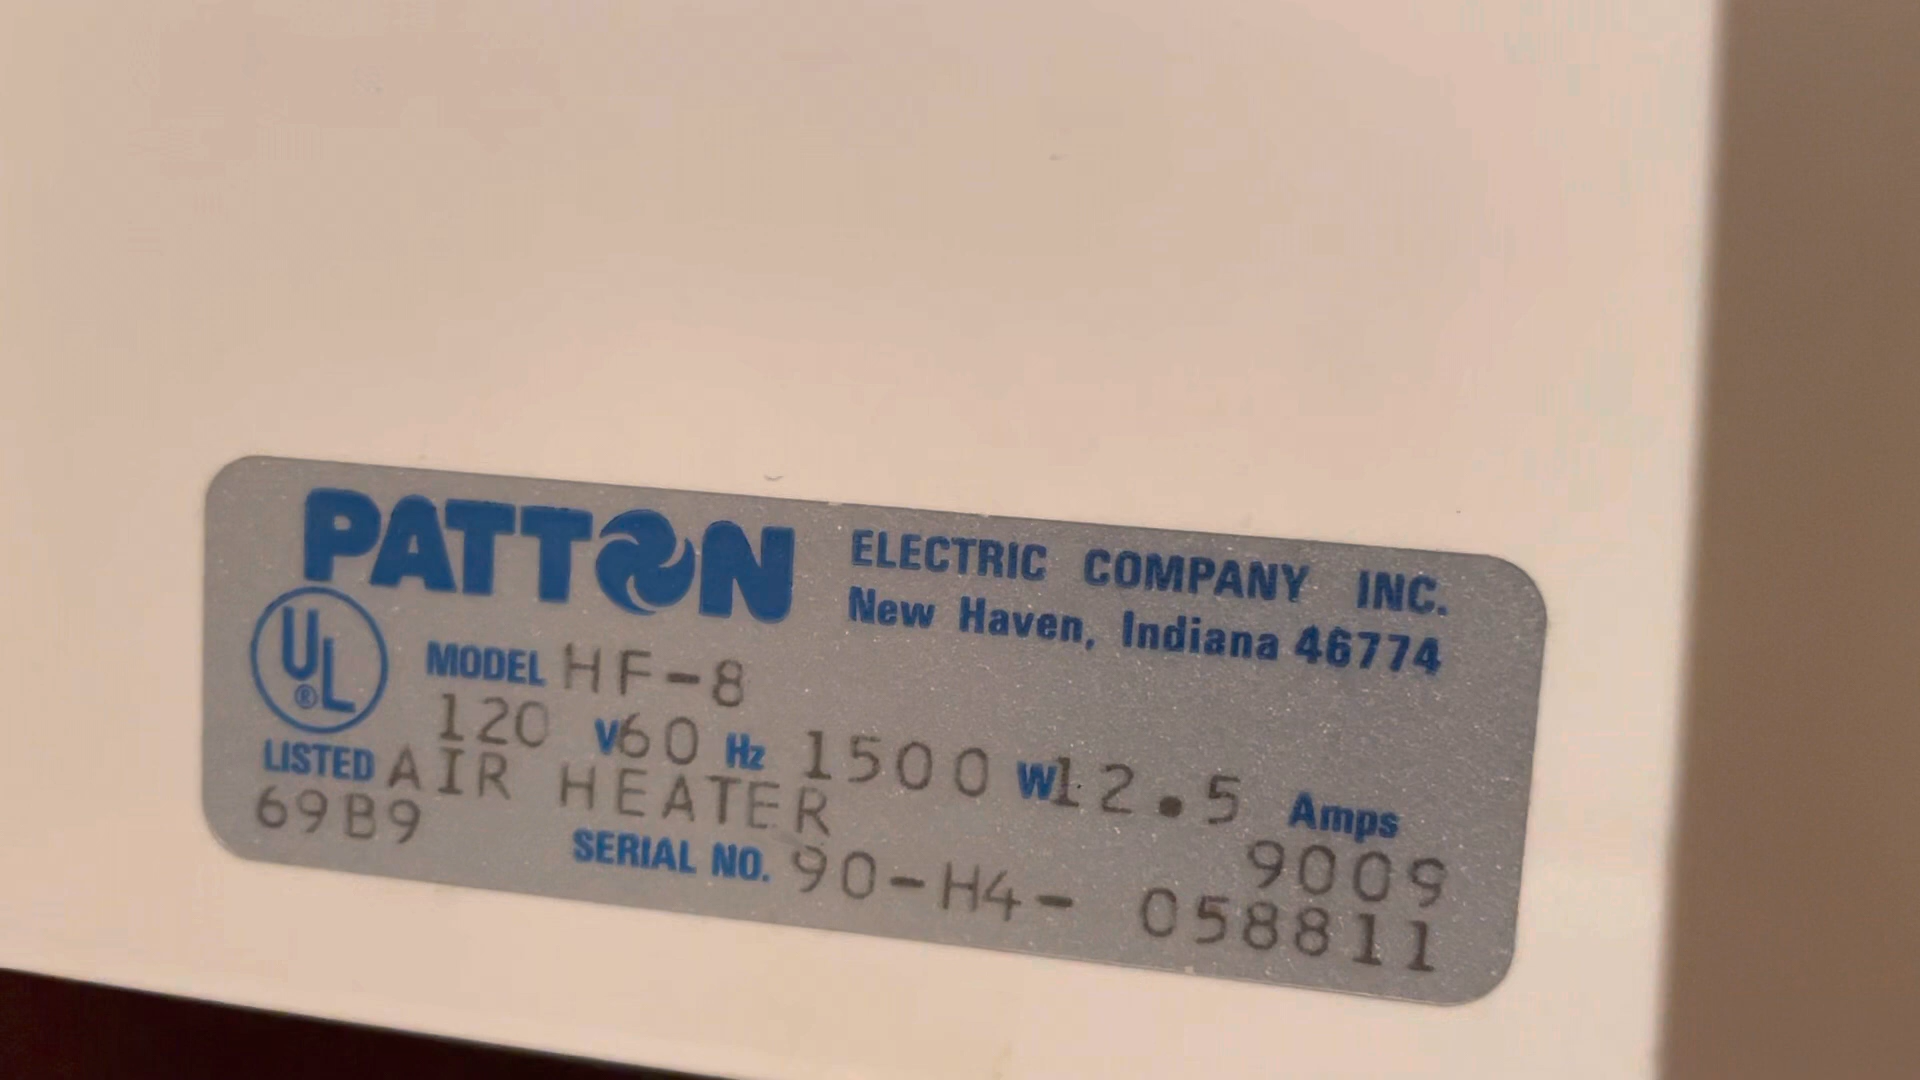 PATTON ELECTRIC COMPANY INC.
New Haven, Indiana 46774
UL ®
MODEL HF-8
120 V60 Hz 1500 W12.5 Amps
LISTED AIR HEATER
69B9 9009
SERIAL NO. 90-H4- 058811